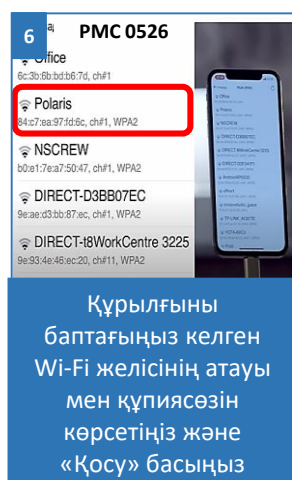 6
PMC 0526
Office
6c:3b:6b:bd:b6:7d, ch#1
Polaris
84:c7:ea:97:fd:6c, ch#1, WPA2
NSCREW
b0:e1:7e:a7:50:47, ch#1, WPA2
DIRECT-D3BB07EC
9e:ae:d3:bb:87:ec, ch#1, WPA2
DIRECT-t8WorkCentre 3225
9e:93:4e:46:ec:20, ch#11, WPA2
Құрылғыны
баптағыңыз келген
Wi-Fi желісінің атауы
мен құпиясөзін
көрсетіңіз және
«Қосу» басыңыз